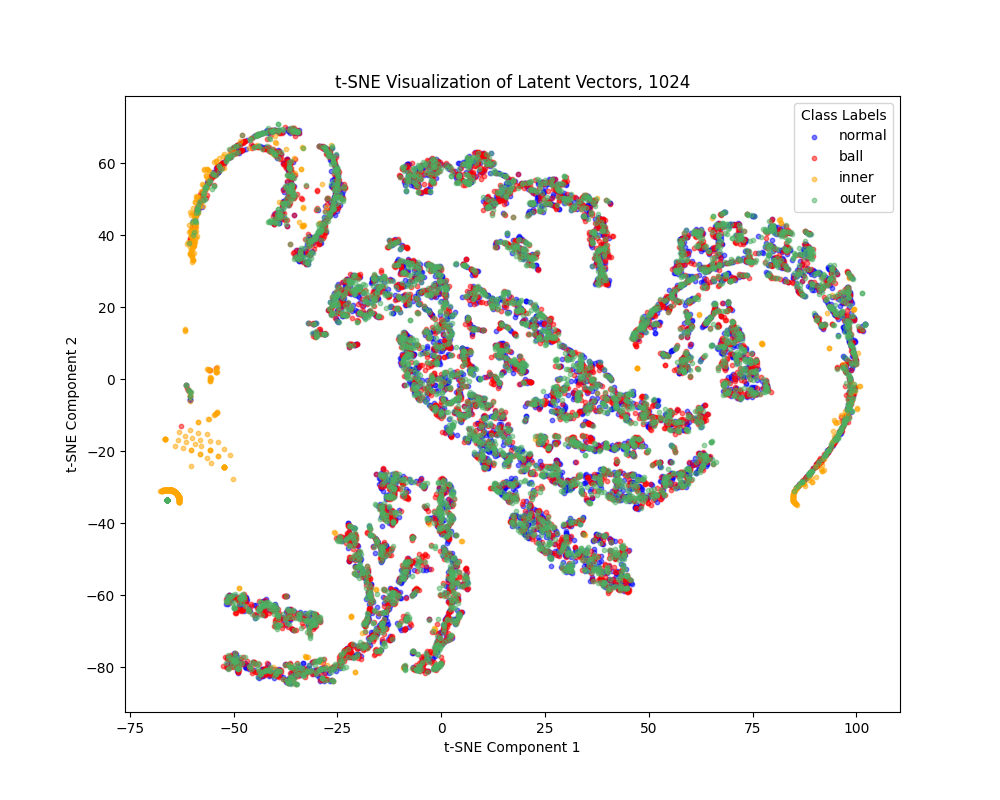 t-SNE Visualization of Latent Vectors, 1024
Class Labels
normal
ball
inner
outer
60
40
20
0
−20
−40
−60
−80
t-SNE Component 2
−75
−50
−25
0
25
50
75
100
t-SNE Component 1